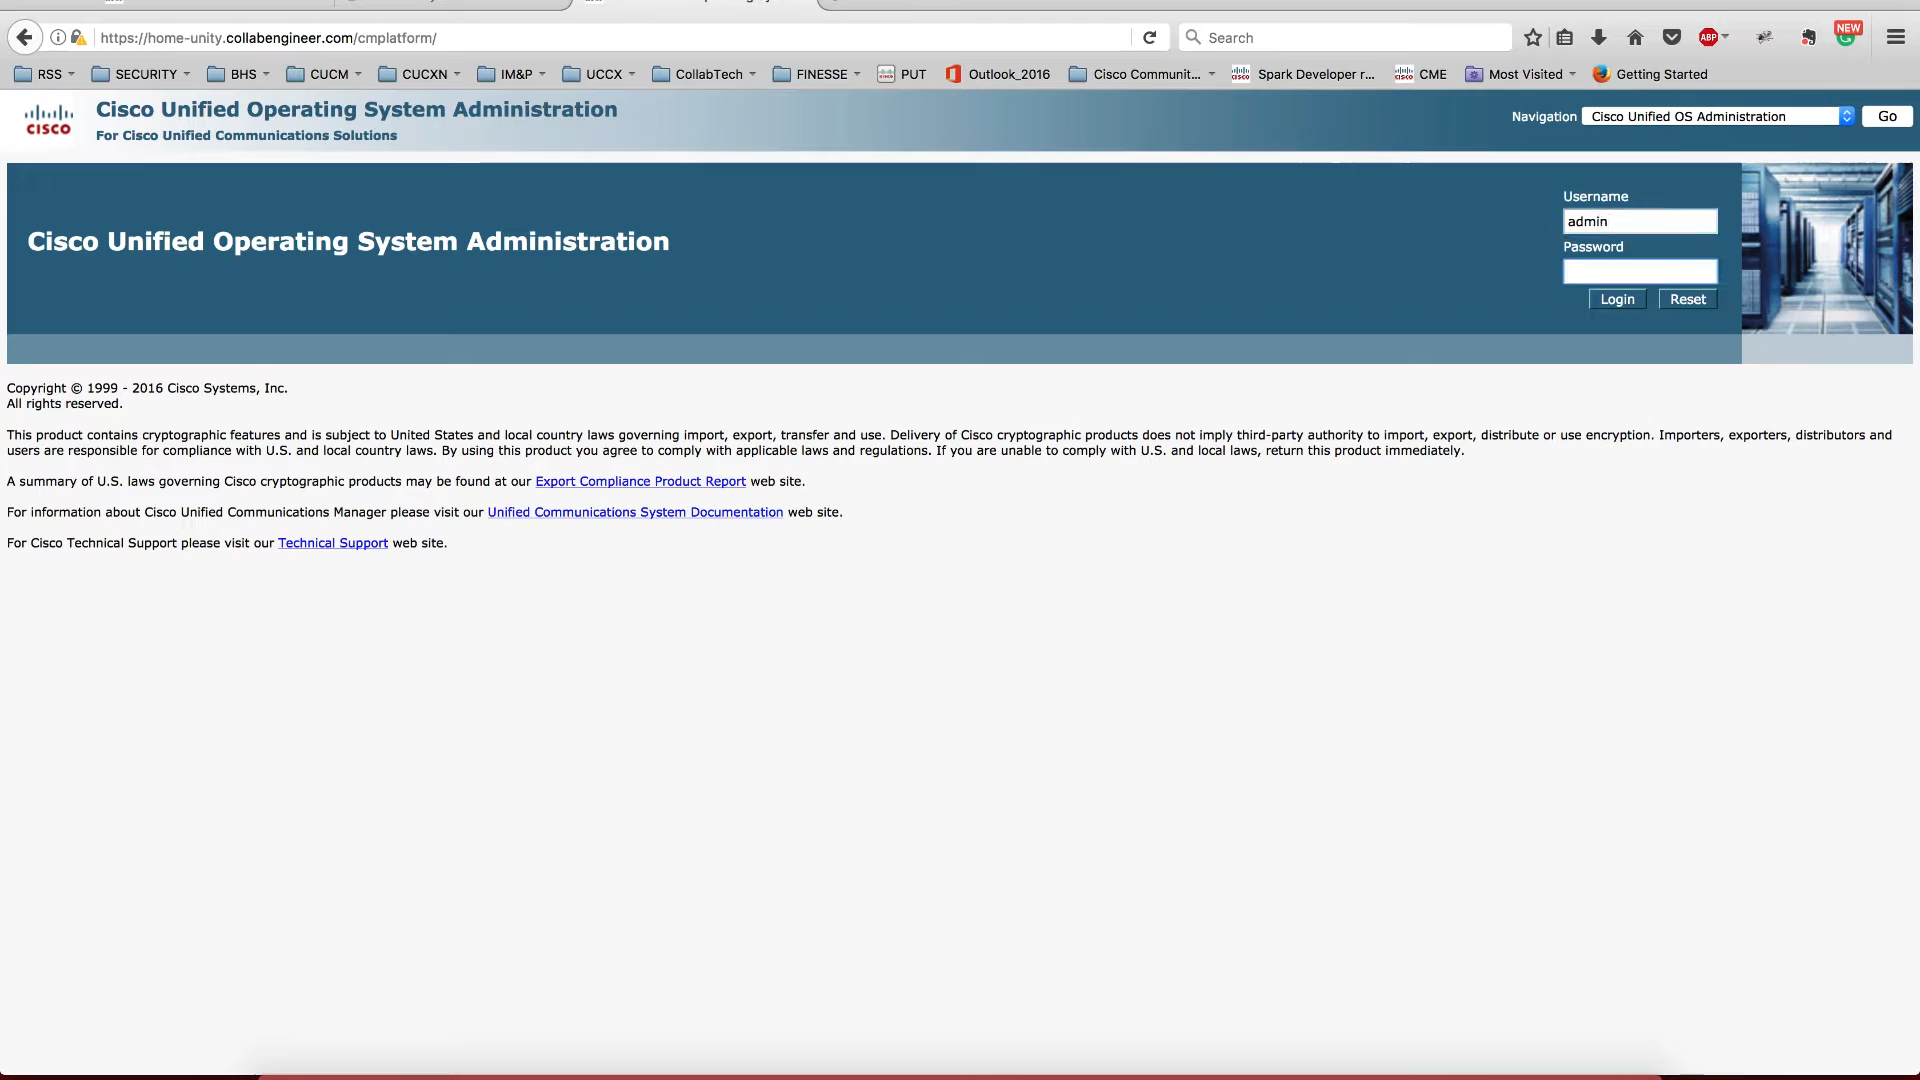 https://home-unity.collabengineer.com/cmplatform/
Search
NEW
ABP
RSS SECURITY BHS CUCM CUCXN IM&P UCCX CollabTech FINESSE PUT Outlook_2016 Cisco Communit... Spark Developer r... CME Most Visited Getting Started
CISCO
Cisco Unified Operating System Administration
For Cisco Unified Communications Solutions
Navigation Cisco Unified OS Administration Go
Cisco Unified Operating System Administration
Username
admin
Password
Login Reset
Copyright © 1999 - 2016 Cisco Systems, Inc.
All rights reserved.
This product contains cryptographic features and is subject to United States and local country laws governing import, export, transfer and use. Delivery of Cisco cryptographic products does not imply third-party authority to import, export, distribute or use encryption. Importers, exporters, distributors and
users are responsible for compliance with U.S. and local country laws. By using this product you agree to comply with applicable laws and regulations. If you are unable to comply with U.S. and local laws, return this product immediately.
A summary of U.S. laws governing Cisco cryptographic products may be found at our Export Compliance Product Report web site.
For information about Cisco Unified Communications Manager please visit our Unified Communications System Documentation web site.
For Cisco Technical Support please visit our Technical Support web site.